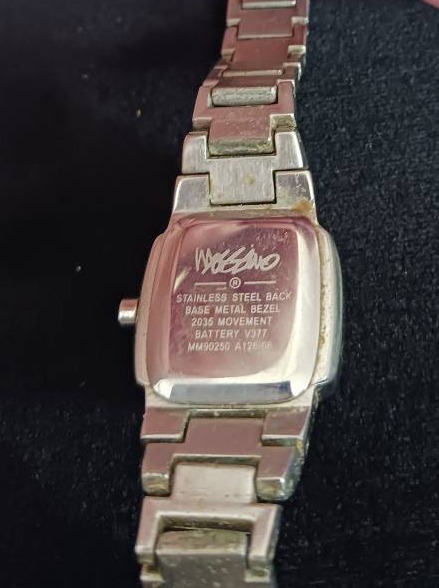 Mossimo
®
STAINLESS STEEL BACK
BASE METAL BEZEL
2035 MOVEMENT
BATTERY V377
MM90250 A126/06